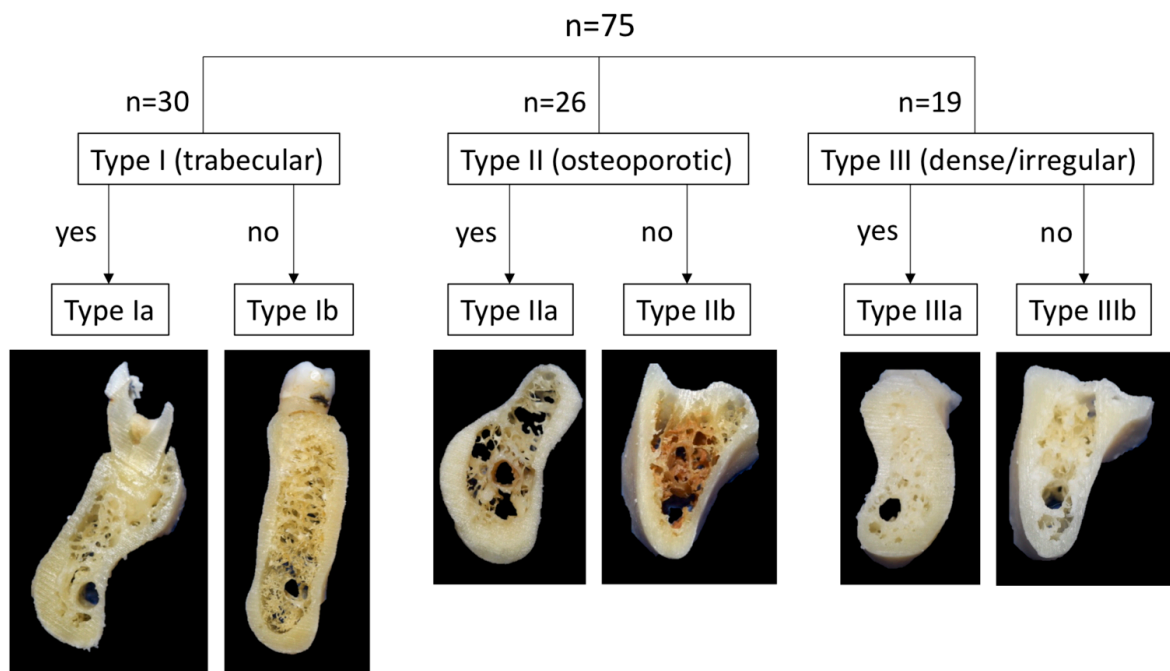 n=75
n=30
n=26
n=19
Type I (trabecular)
Type II (osteoporotic)
Type III (dense/irregular)
yes
no
yes
no
yes
no
Type Ia
Type Ib
Type IIa
Type IIb
Type IIIa
Type IIIb